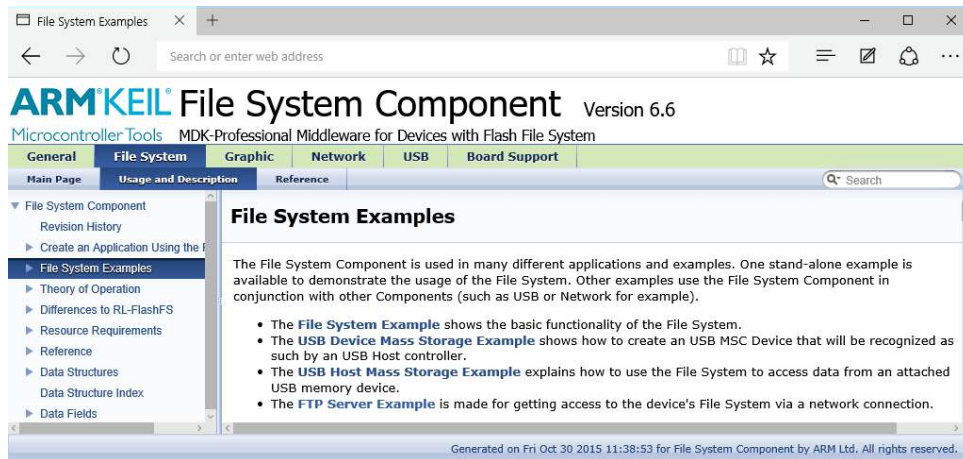 File System Examples
Search or enter web address
ARM®KEIL® File System Component Version 6.6
Microcontroller Tools MDK-Professional Middleware for Devices with Flash File System
General File System Graphic Network USB Board Support
Main Page Usage and Description Reference Search
File System Component
Revision History
Create an Application Using the
File System Examples
Theory of Operation
Differences to RL-FlashFS
Resource Requirements
Reference
Data Structures
Data Structure Index
Data Fields
File System Examples
The File System Component is used in many different applications and examples. One stand-alone example is
available to demonstrate the usage of the File System. Other examples use the File System Component in
conjunction with other Components (such as USB or Network for example).
• The File System Example shows the basic functionality of the File System.
• The USB Device Mass Storage Example shows how to create an USB MSC Device that will be recognized as
such by an USB Host controller.
• The USB Host Mass Storage Example explains how to use the File System to access data from an attached
USB memory device.
• The FTP Server Example is made for getting access to the device's File System via a network connection.
Generated on Fri Oct 30 2015 11:38:53 for File System Component by ARM Ltd. All rights reserved.